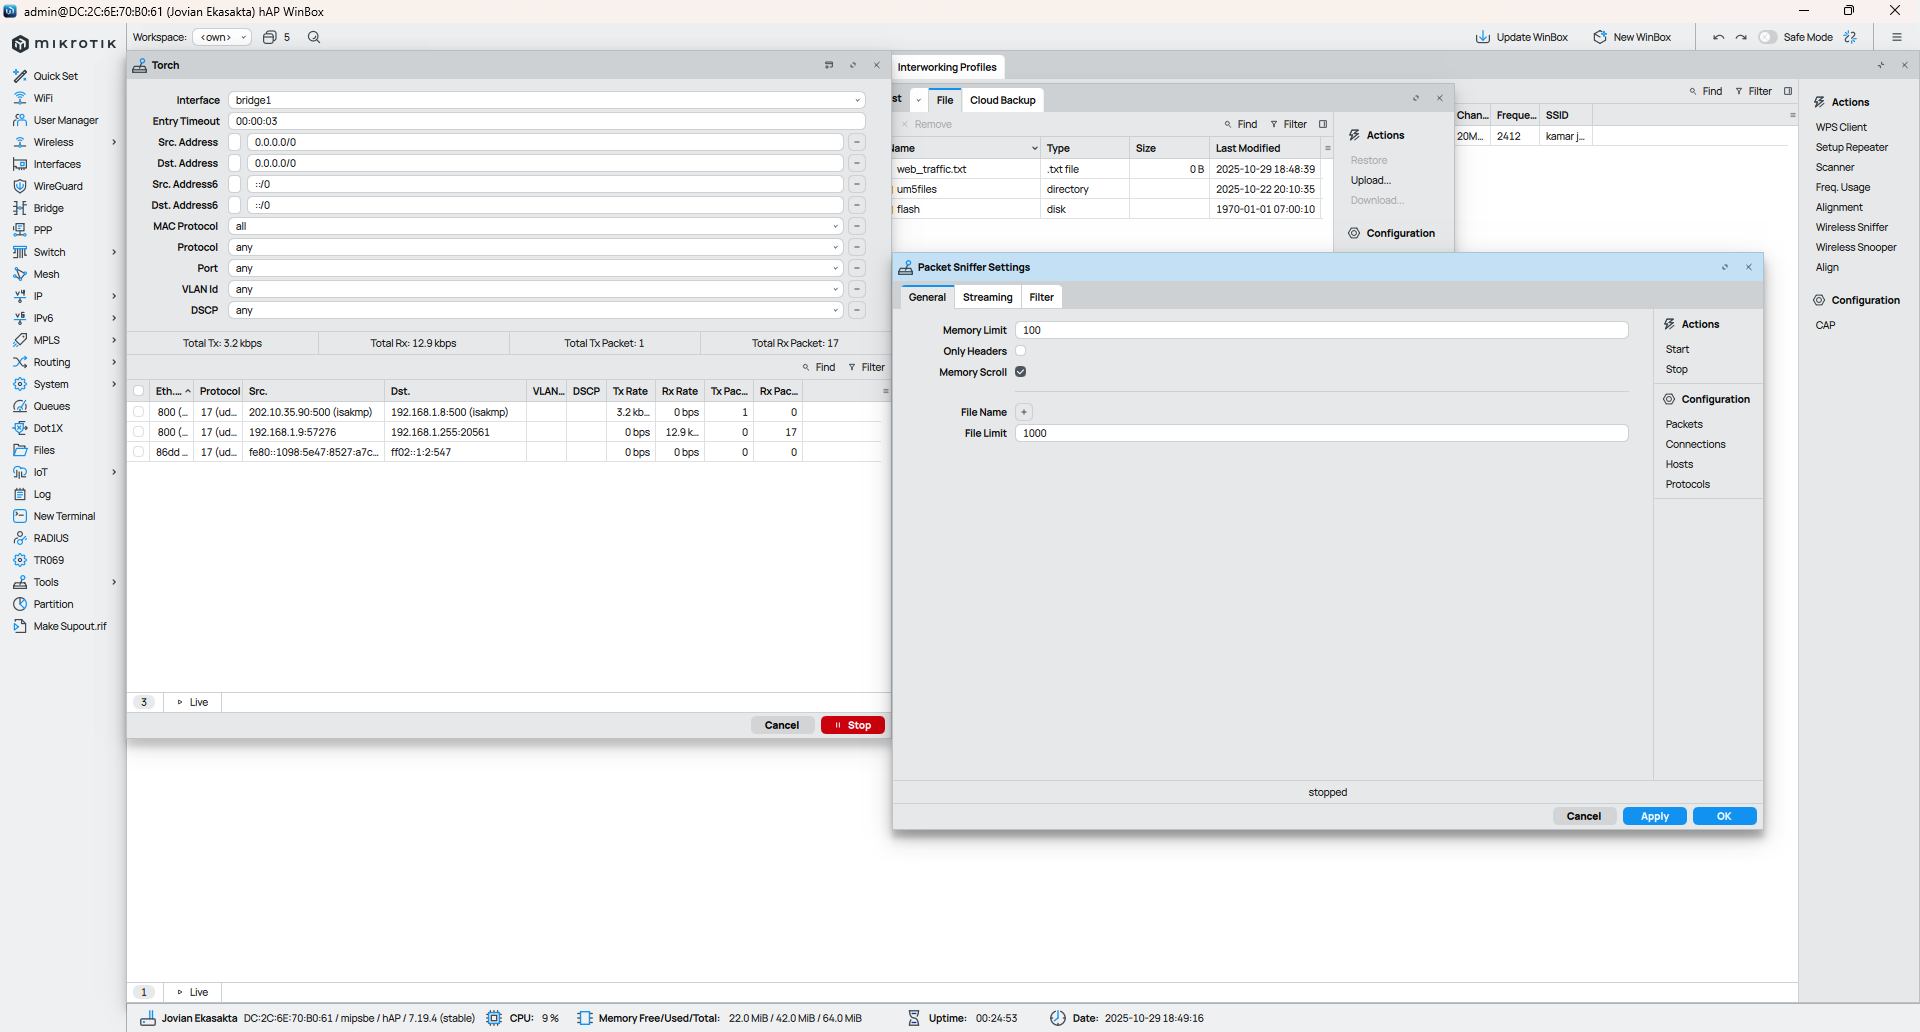 admin@DC:2C:6E:70:B0:61 (Jovian Ekasakta) hAP WinBox
mikrotik
Workspace: <own> 5
Update WinBox New WinBox Safe Mode
Quick Set
WiFi
User Manager
Wireless
Interfaces
WireGuard
Bridge
PPP
Switch
Mesh
IP
IPv6
MPLS
Routing
System
Queues
Dot1X
Files
IoT
Log
New Terminal
RADIUS
TR069
Tools
Partition
Make Supout.rif
Torch
Interface bridge1
Entry Timeout 00:00:03
Src. Address 0.0.0.0/0
Dst. Address 0.0.0.0/0
Src. Address6 ::/0
Dst. Address6 ::/0
MAC Protocol all
Protocol any
Port any
VLAN Id any
DSCP any
Total Tx: 3.2 kbps Total Rx: 12.9 kbps Total Tx Packet: 1 Total Rx Packet: 17
Find Filter
Eth.... Protocol Src. Dst. VLAN... DSCP Tx Rate Rx Rate Tx Pac... Rx Pac...
800 (... 17 (ud... 202.10.35.90:500 (isakmp) 192.168.1.8:500 (isakmp) 3.2 kb... 0 bps 1 0
800 (... 17 (ud... 192.168.1.9:57276 192.168.1.255:20561 0 bps 12.9 k... 0 17
86dd ... 17 (ud... fe80::1098:5e47:8527:a7c... ff02::1:2:547 0 bps 0 bps 0 0
3 Live
Cancel Stop
Interworking Profiles
st File Cloud Backup
Remove Find Filter
Name Type Size Last Modified
web_traffic.txt .txt file 0 B 2025-10-29 18:48:39
um5files directory 2025-10-22 20:10:35
flash disk 1970-01-01 07:00:10
Actions
Restore
Upload...
Download...
Configuration
Find Filter
Chan... Freque... SSID
20M... 2412 kamar j...
Actions
WPS Client
Setup Repeater
Scanner
Freq. Usage
Alignment
Wireless Sniffer
Wireless Snooper
Align
Configuration
CAP
Packet Sniffer Settings
General Streaming Filter
Memory Limit 100
Only Headers
Memory Scroll
File Name +
File Limit 1000
Actions
Start
Stop
Configuration
Packets
Connections
Hosts
Protocols
stopped
Cancel Apply OK
1 Live
Jovian Ekasakta DC:2C:6E:70:B0:61 / mipsbe / hAP / 7.19.4 (stable) CPU: 9 % Memory Free/Used/Total: 22.0 MiB / 42.0 MiB / 64.0 MiB Uptime: 00:24:53 Date: 2025-10-29 18:49:16